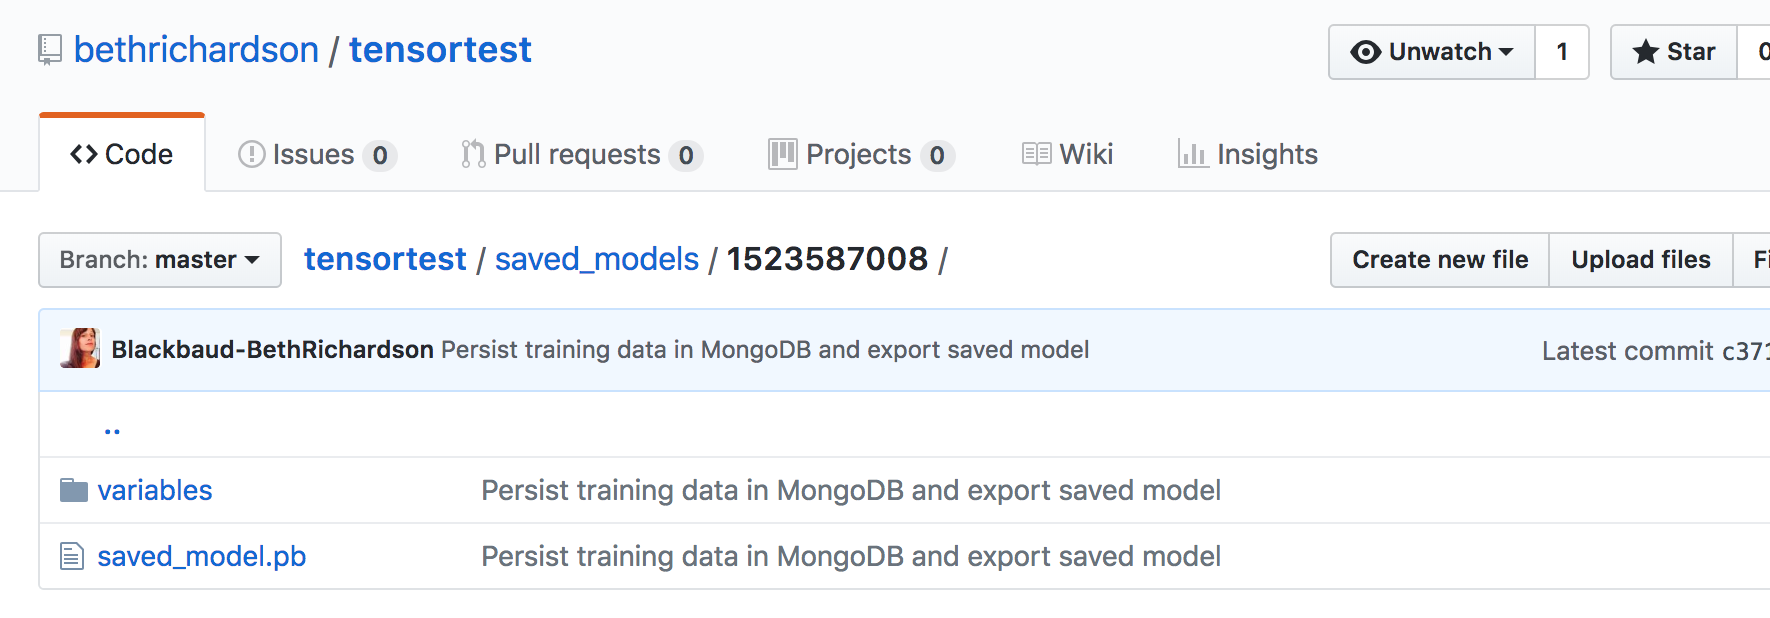 bethrichardson / tensortest
Unwatch 1 Star 0
Code Issues 0 Pull requests 0 Projects 0 Wiki Insights
Branch: master tensortest / saved_models / 1523587008 /
Create new file Upload files
Blackbaud-BethRichardson Persist training data in MongoDB and export saved model Latest commit c371
..
variables Persist training data in MongoDB and export saved model
saved_model.pb Persist training data in MongoDB and export saved model